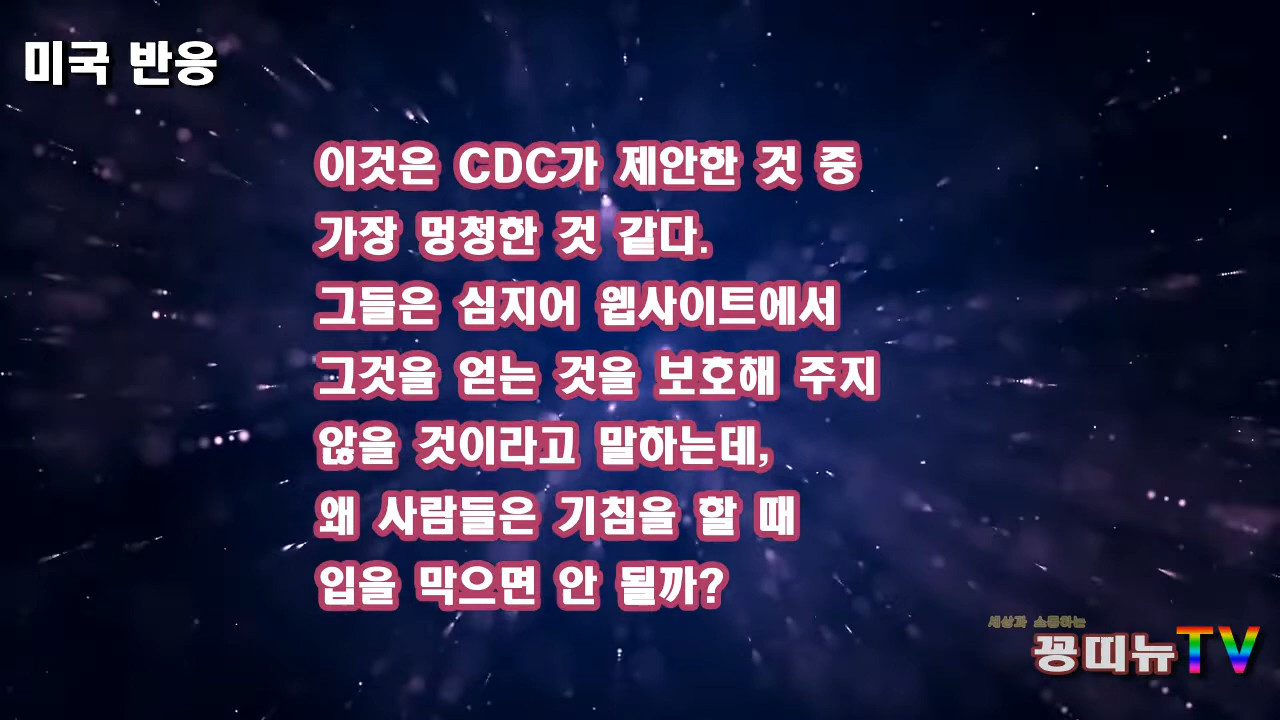 미국 반응
이것은 CDC가 제안한 것 중
가장 멍청한 것 같다.
그들은 심지어 웹사이트에서
그것을 얻는 것을 보호해 주지
않을 것이라고 말하는데,
왜 사람들은 기침을 할 때
입을 막으면 안 될까?
세상과 소통하는
꽁띠뉴TV